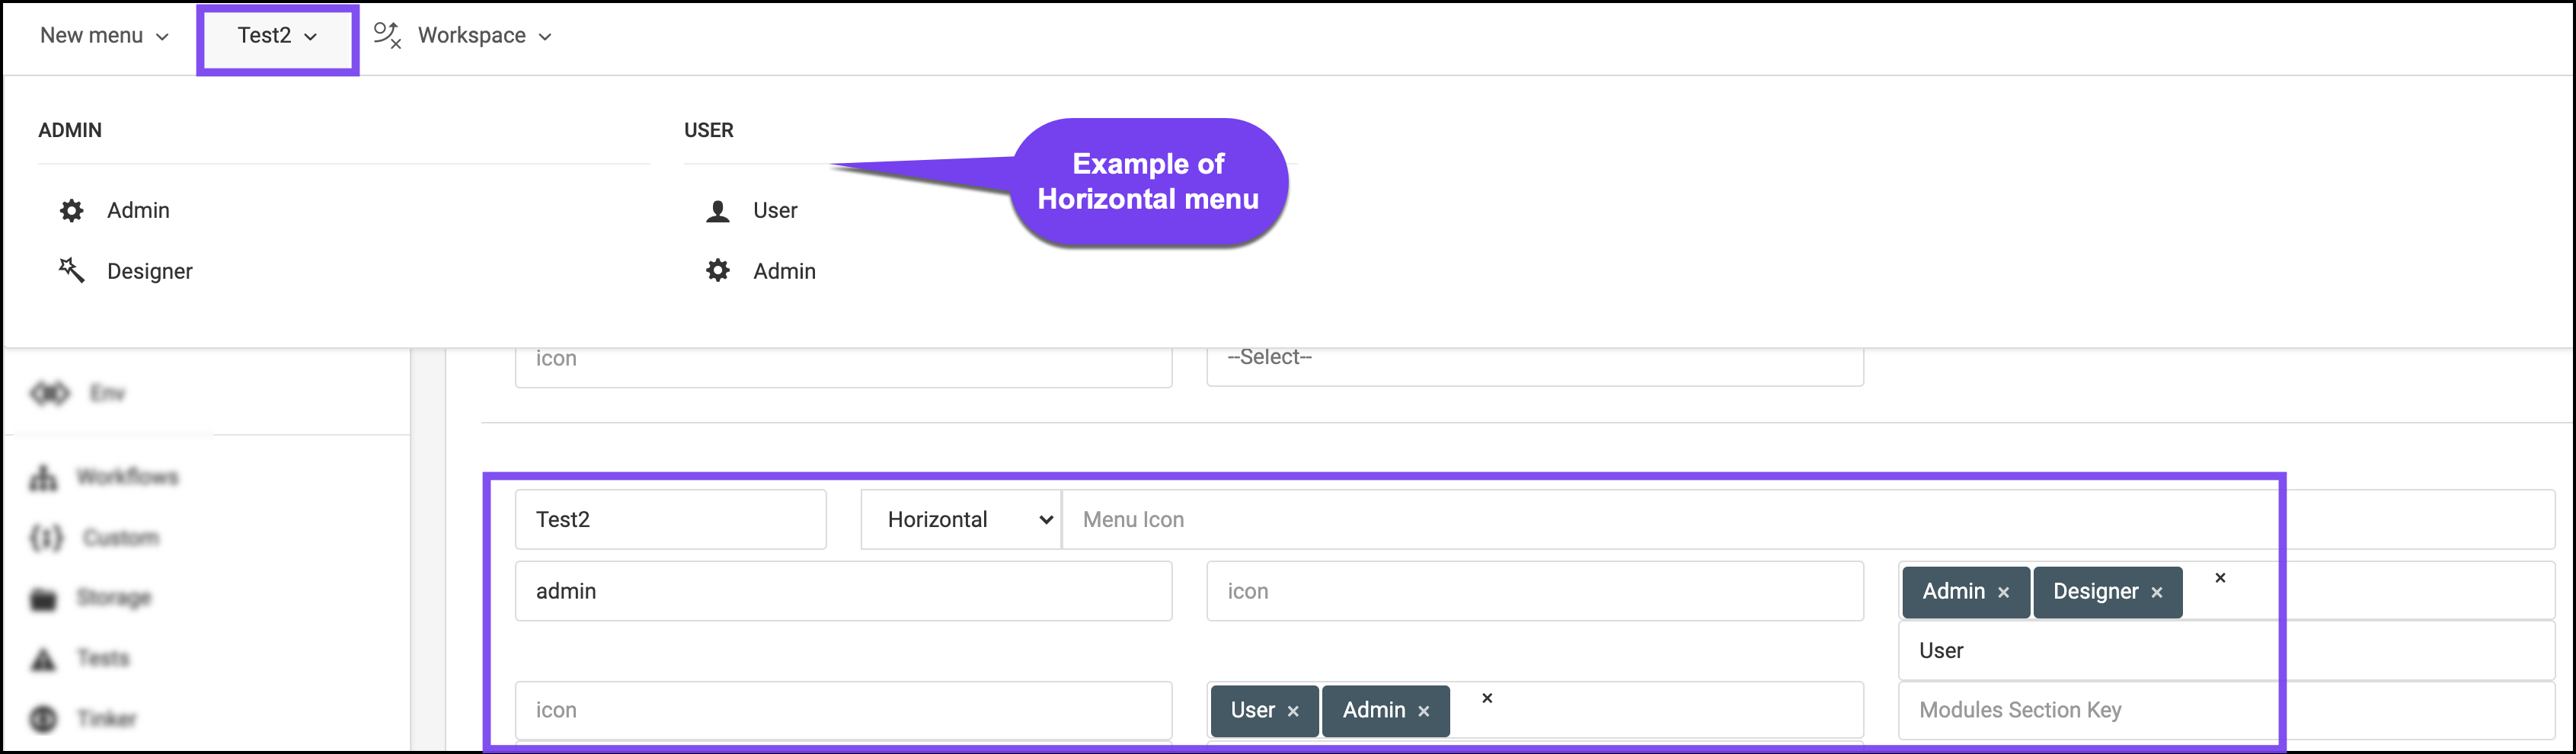 New menu
Test2
Workspace
ADMIN
USER
Example of
Horizontal menu
Admin
User
Designer
Admin
icon
--Select--
Env
Workflows
Custom
Storage
Tests
Tinker
Test2
Horizontal
Menu Icon
admin
icon
Admin ×
Designer ×
×
User
icon
User ×
Admin ×
×
Modules Section Key